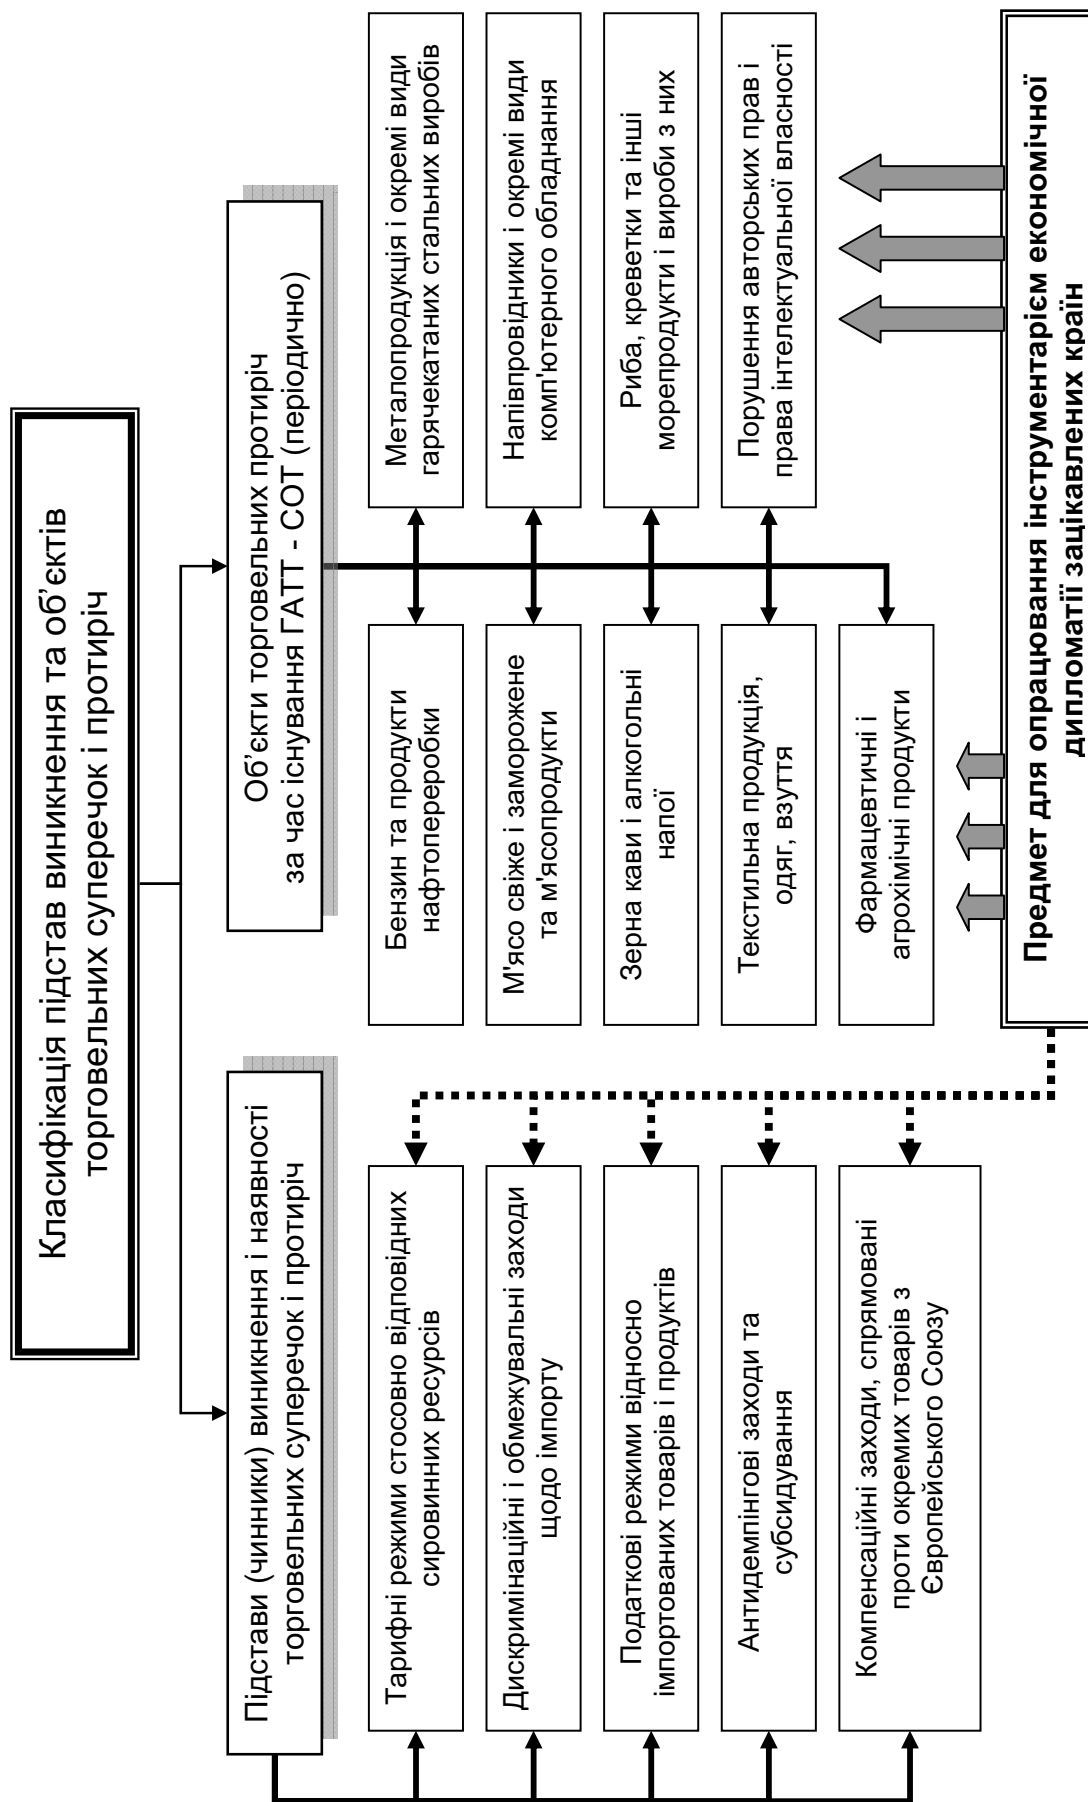 Класифікація підстав виникнення та об’єктів
торговельних суперечок і протиріч
Підстави (чинники) виникнення і наявності
торговельних суперечок і протиріч
Тарифні режими стосовно відповідних
сировинних ресурсів
Дискримінаційні і обмежувальні заходи
щодо імпорту
Податкові режими відносно
імпортованих товарів і продуктів
Антидемпінгові заходи та
субсидування
Компенсаційні заходи, спрямовані
проти окремих товарів з
Європейського Союзу
Об’єкти торговельних протиріч
за час існування ГАТТ - СОТ (періодично)
Бензин та продукти
нафтопереробки
М'ясо свіже і заморожене
та м'ясопродукти
Зерна кави і алкогольні
напої
Текстильна продукція,
одяг, взуття
Фармацевтичні і
агрохімічні продукти
Металопродукція і окремі види
гарячекатаних стальних виробів
Напівпровідники і окремі види
комп'ютерного обладнання
Риба, креветки та інші
морепродукти і вироби з них
Порушення авторських прав і
права інтелектуальної власності
Предмет для опрацювання інструментарієм економічної
дипломатії зацікавлених країн